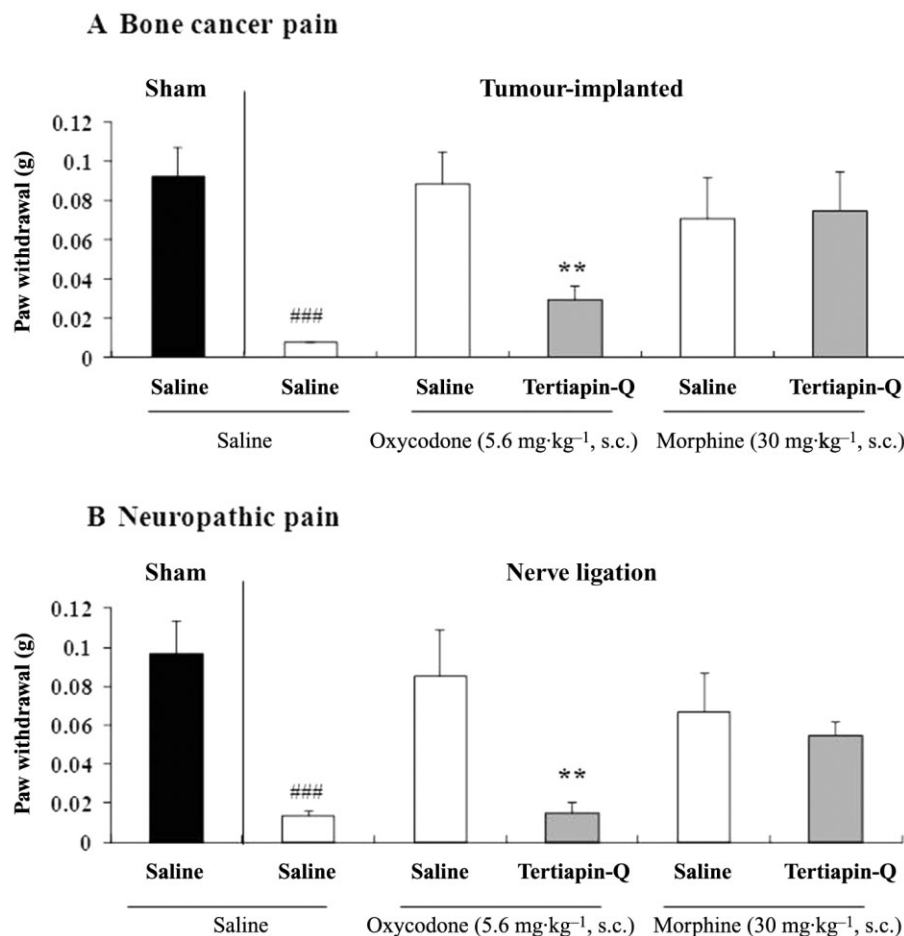 A Bone cancer pain
Sham Tumour-implanted
Paw withdrawal (g)
0.12
0.1
0.08
0.06
0.04
0.02
0
###
**
Saline Saline Saline Tertiapin-Q Saline Tertiapin-Q
Saline Oxycodone (5.6 mg·kg⁻¹, s.c.) Morphine (30 mg·kg⁻¹, s.c.)
B Neuropathic pain
Sham Nerve ligation
Paw withdrawal (g)
0.12
0.1
0.08
0.06
0.04
0.02
0
###
**
Saline Saline Saline Tertiapin-Q Saline Tertiapin-Q
Saline Oxycodone (5.6 mg·kg⁻¹, s.c.) Morphine (30 mg·kg⁻¹, s.c.)